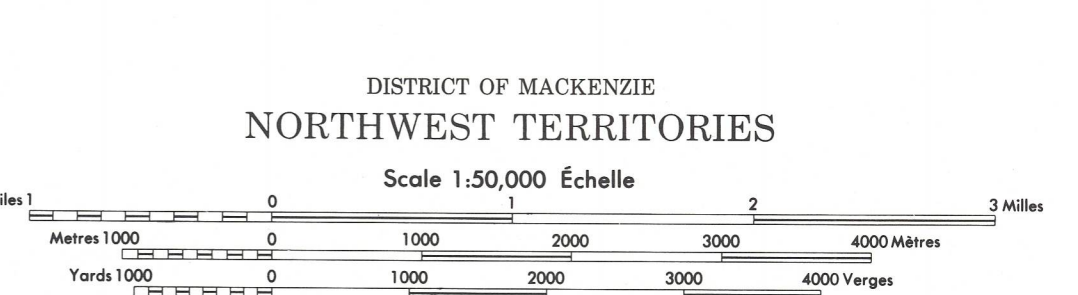 DISTRICT OF MACKENZIE
NORTHWEST TERRITORIES
Scale 1:50,000 Échelle
iles 1 0 1 2 3 Milles
Metres 1000 0 1000 2000 3000 4000 Mètres
Yards 1000 0 1000 2000 3000 4000 Verges